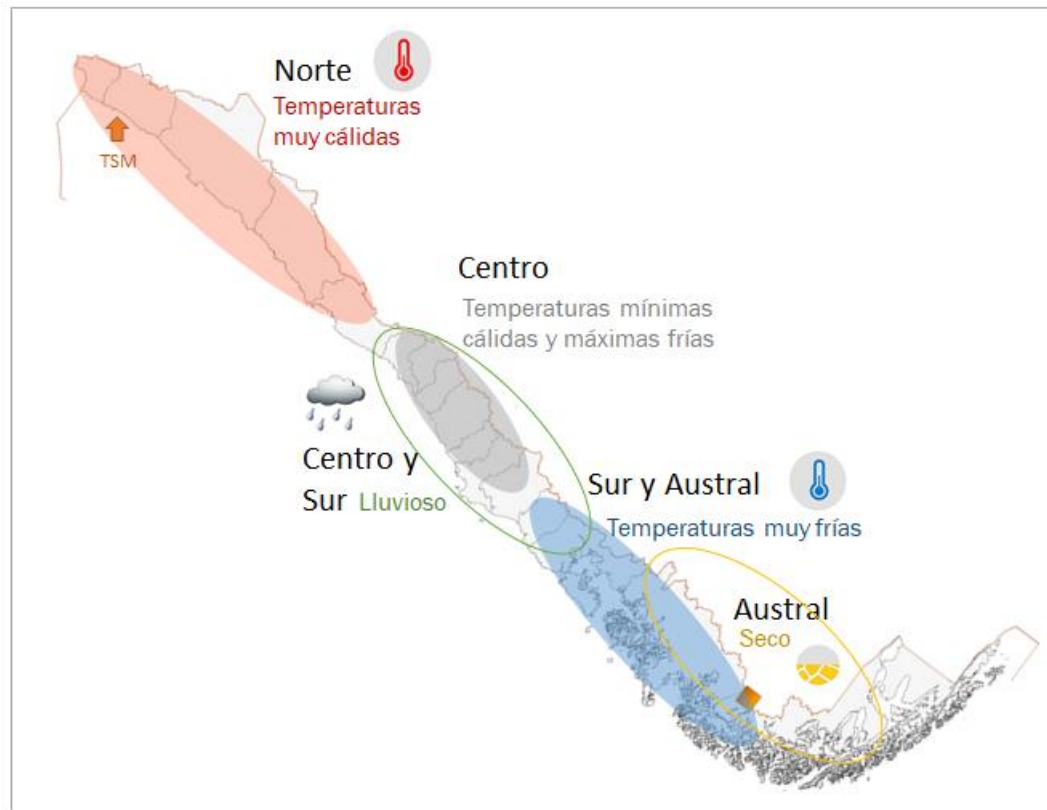 Norte
Temperaturas
muy cálidas
TSM
Centro
Temperaturas mínimas
cálidas y máximas frías
Centro y
Sur Lluvioso
Sur y Austral
Temperaturas muy frías
Austral
Seco